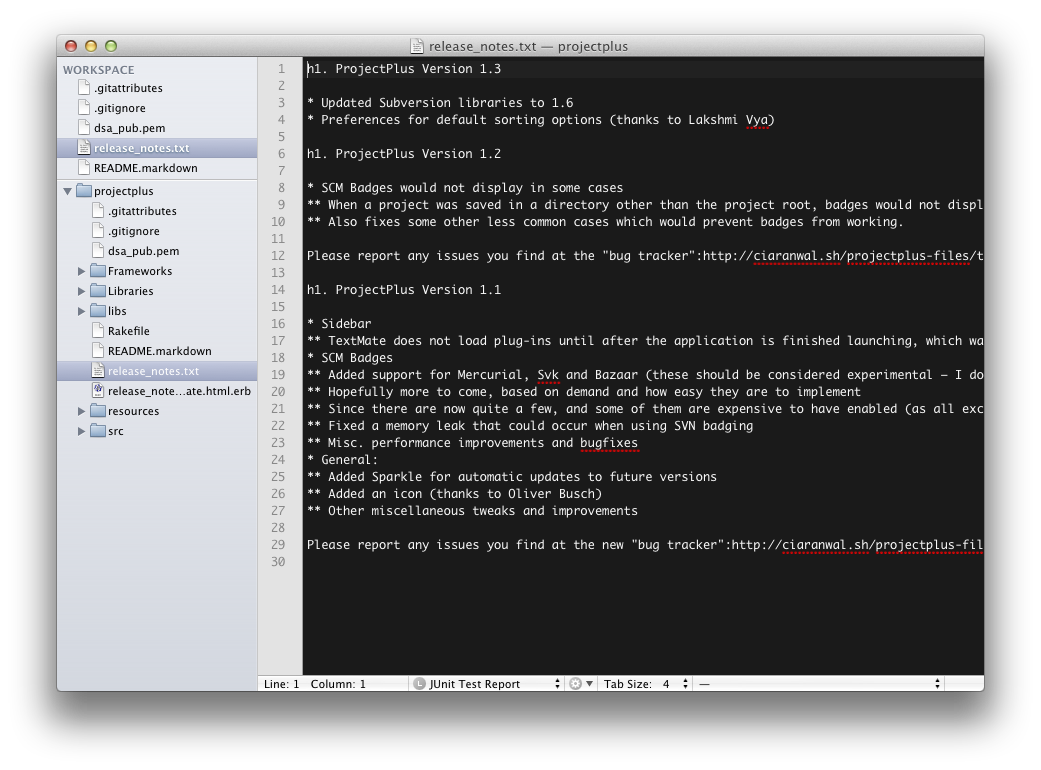 release_notes.txt — projectplus
WORKSPACE
.gitattributes
.gitignore
dsa_pub.pem
release_notes.txt
README.markdown
projectplus
.gitattributes
.gitignore
dsa_pub.pem
Frameworks
Libraries
libs
Rakefile
README.markdown
release_notes.txt
release_note...ate.html.erb
resources
src
1 h1. ProjectPlus Version 1.3
2
3 * Updated Subversion libraries to 1.6
4 * Preferences for default sorting options (thanks to Lakshmi Vya)
5
6 h1. ProjectPlus Version 1.2
7
8 * SCM Badges would not display in some cases
9 ** When a project was saved in a directory other than the project root, badges would not displ
10 ** Also fixes some other less common cases which would prevent badges from working.
11
12 Please report any issues you find at the "bug tracker":http://ciaranwal.sh/projectplus-files/t
13
14 h1. ProjectPlus Version 1.1
15
16 * Sidebar
17 ** TextMate does not load plug-ins until after the application is finished launching, which wa
18 * SCM Badges
19 ** Added support for Mercurial, Svk and Bazaar (these should be considered experimental – I do
20 ** Hopefully more to come, based on demand and how easy they are to implement
21 ** Since there are now quite a few, and some of them are expensive to have enabled (as all exc
22 ** Fixed a memory leak that could occur when using SVN badging
23 ** Misc. performance improvements and bugfixes
24 * General:
25 ** Added Sparkle for automatic updates to future versions
26 ** Added an icon (thanks to Oliver Busch)
27 ** Other miscellaneous tweaks and improvements
28
29 Please report any issues you find at the new "bug tracker":http://ciaranwal.sh/projectplus-fil
30
Line: 1 Column: 1 L JUnit Test Report Tab Size: 4 —